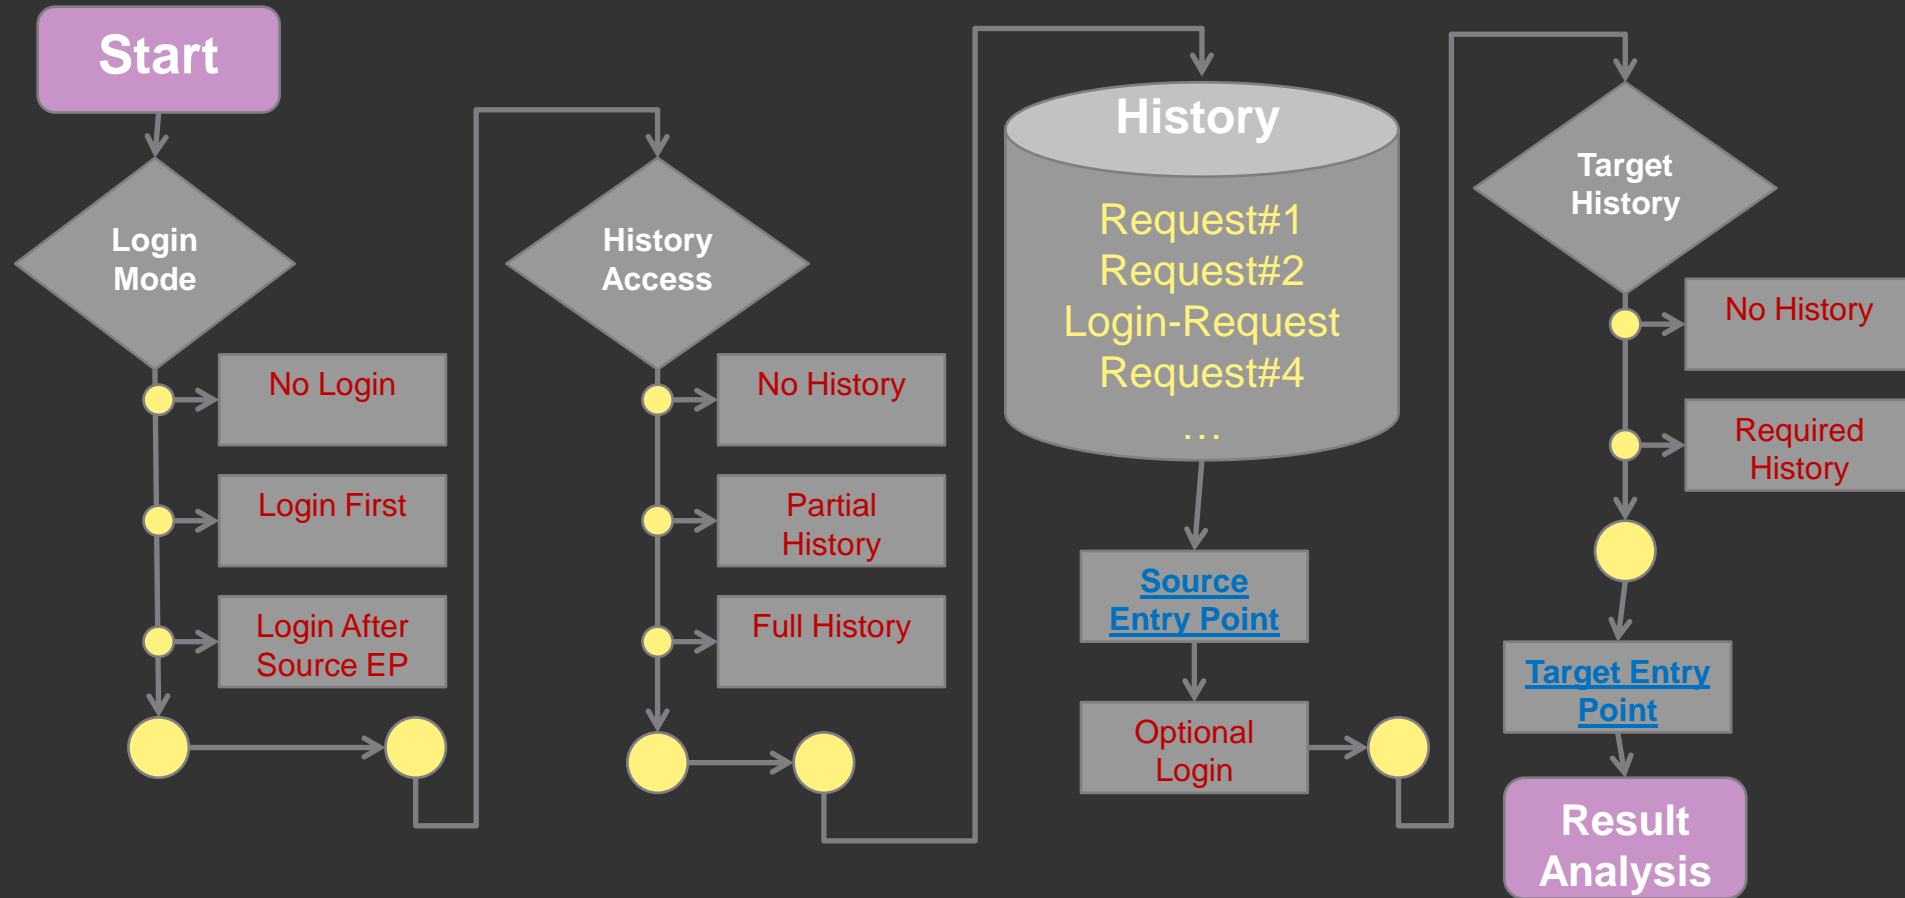 Start
Login
Mode
No Login
Login First
Login After
Source EP
History
Access
No History
Partial
History
Full History
History
Request#1
Request#2
Login-Request
Request#4
…
Source
Entry Point
Optional
Login
Target
History
No History
Required
History
Target Entry
Point
Result
Analysis